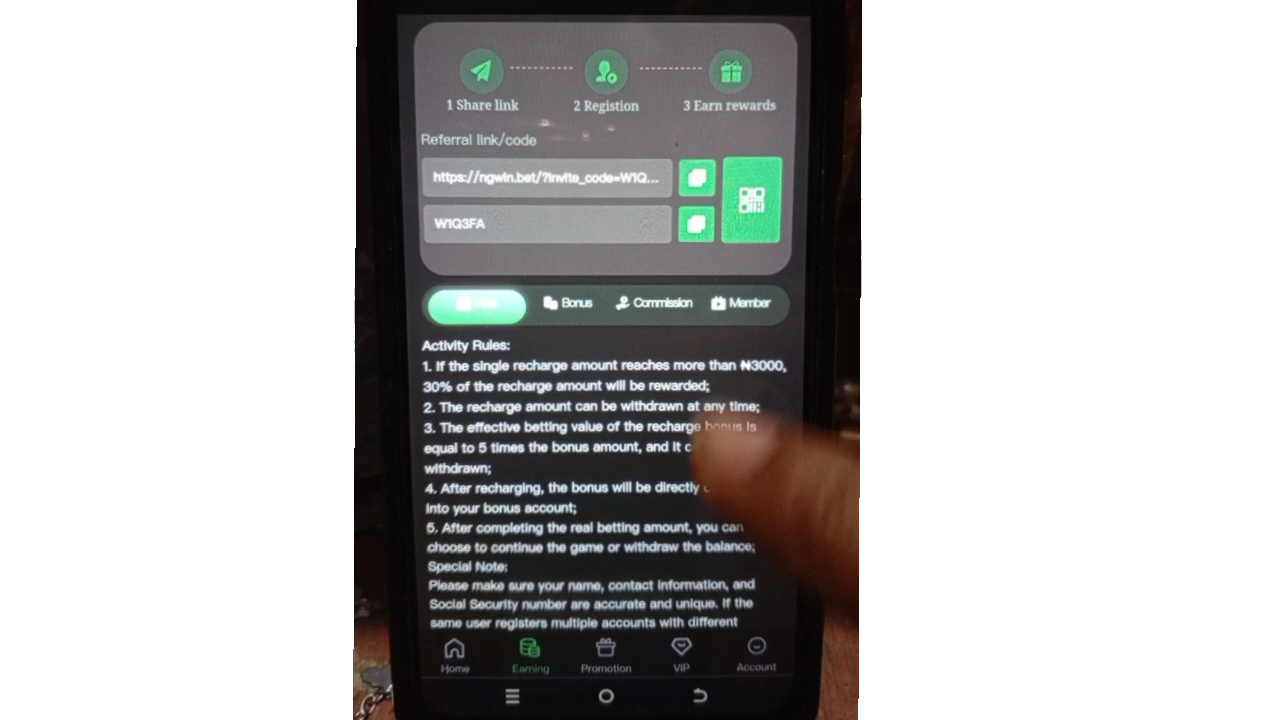 1 Share link
2 Registion
3 Earn rewards
Referral link/code
https://ngwin.bet/?invite_code=W1Q...
W1Q3FA
Bonus
Commission
Member
Activity Rules:
1. If the single recharge amount reaches more than ₦3000,
30% of the recharge amount will be rewarded;
2. The recharge amount can be withdrawn at any time;
3. The effective betting value of the recharge bonus is
equal to 5 times the bonus amount, and it
withdrawn;
4. After recharging, the bonus will be directly
into your bonus account;
5. After completing the real betting amount, you can
choose to continue the game or withdraw the balance;
Special Note:
Please make sure your name, contact information, and
Social Security number are accurate and unique. If the
same user registers multiple accounts with different
Home
Earning
Promotion
VIP
Account